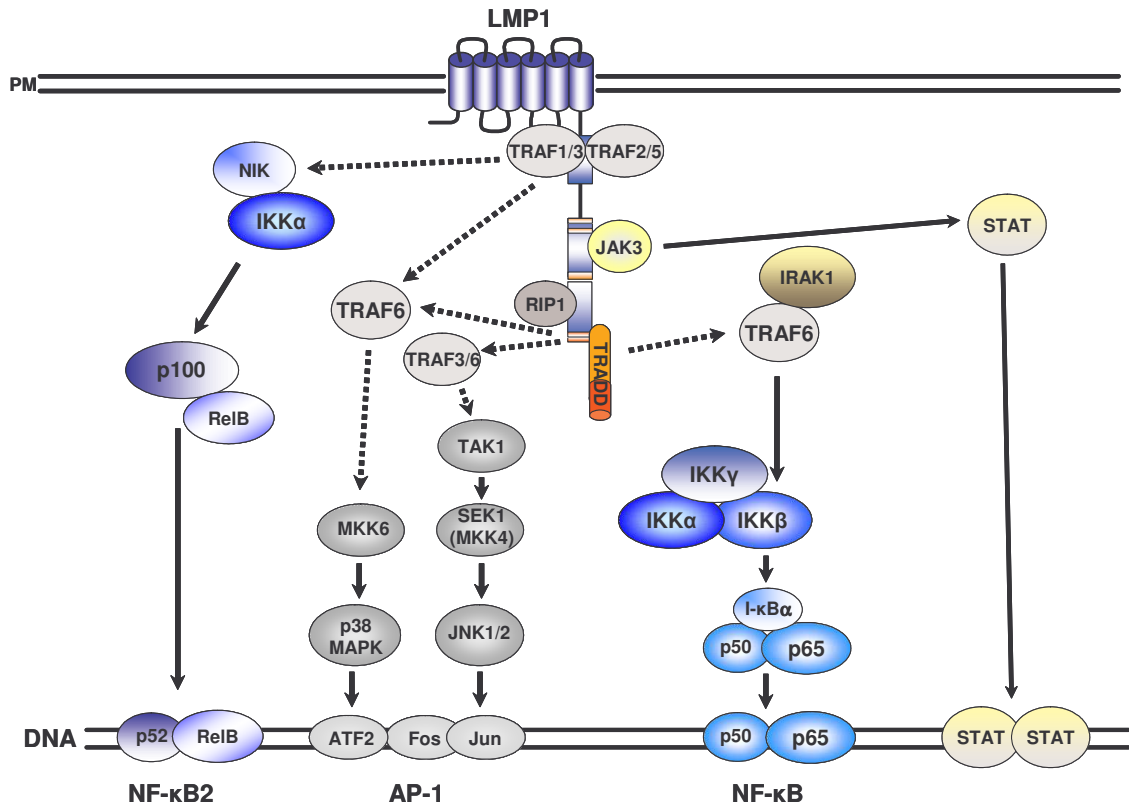 LMP1
PM
TRAF1/3
TRAF2/5
NIK
IKKα
JAK3
STAT
IRAK1
RIP1
TRAF6
TRAF6
TRAF3/6
TRADD
p100
RelB
TAK1
IKKγ
IKKα
IKKβ
MKK6
SEK1
(MKK4)
I-κBα
p38
MAPK
JNK1/2
p50
p65
DNA
p52
RelB
ATF2
Fos
Jun
p50
p65
STAT
STAT
NF-κB2
AP-1
NF-κB